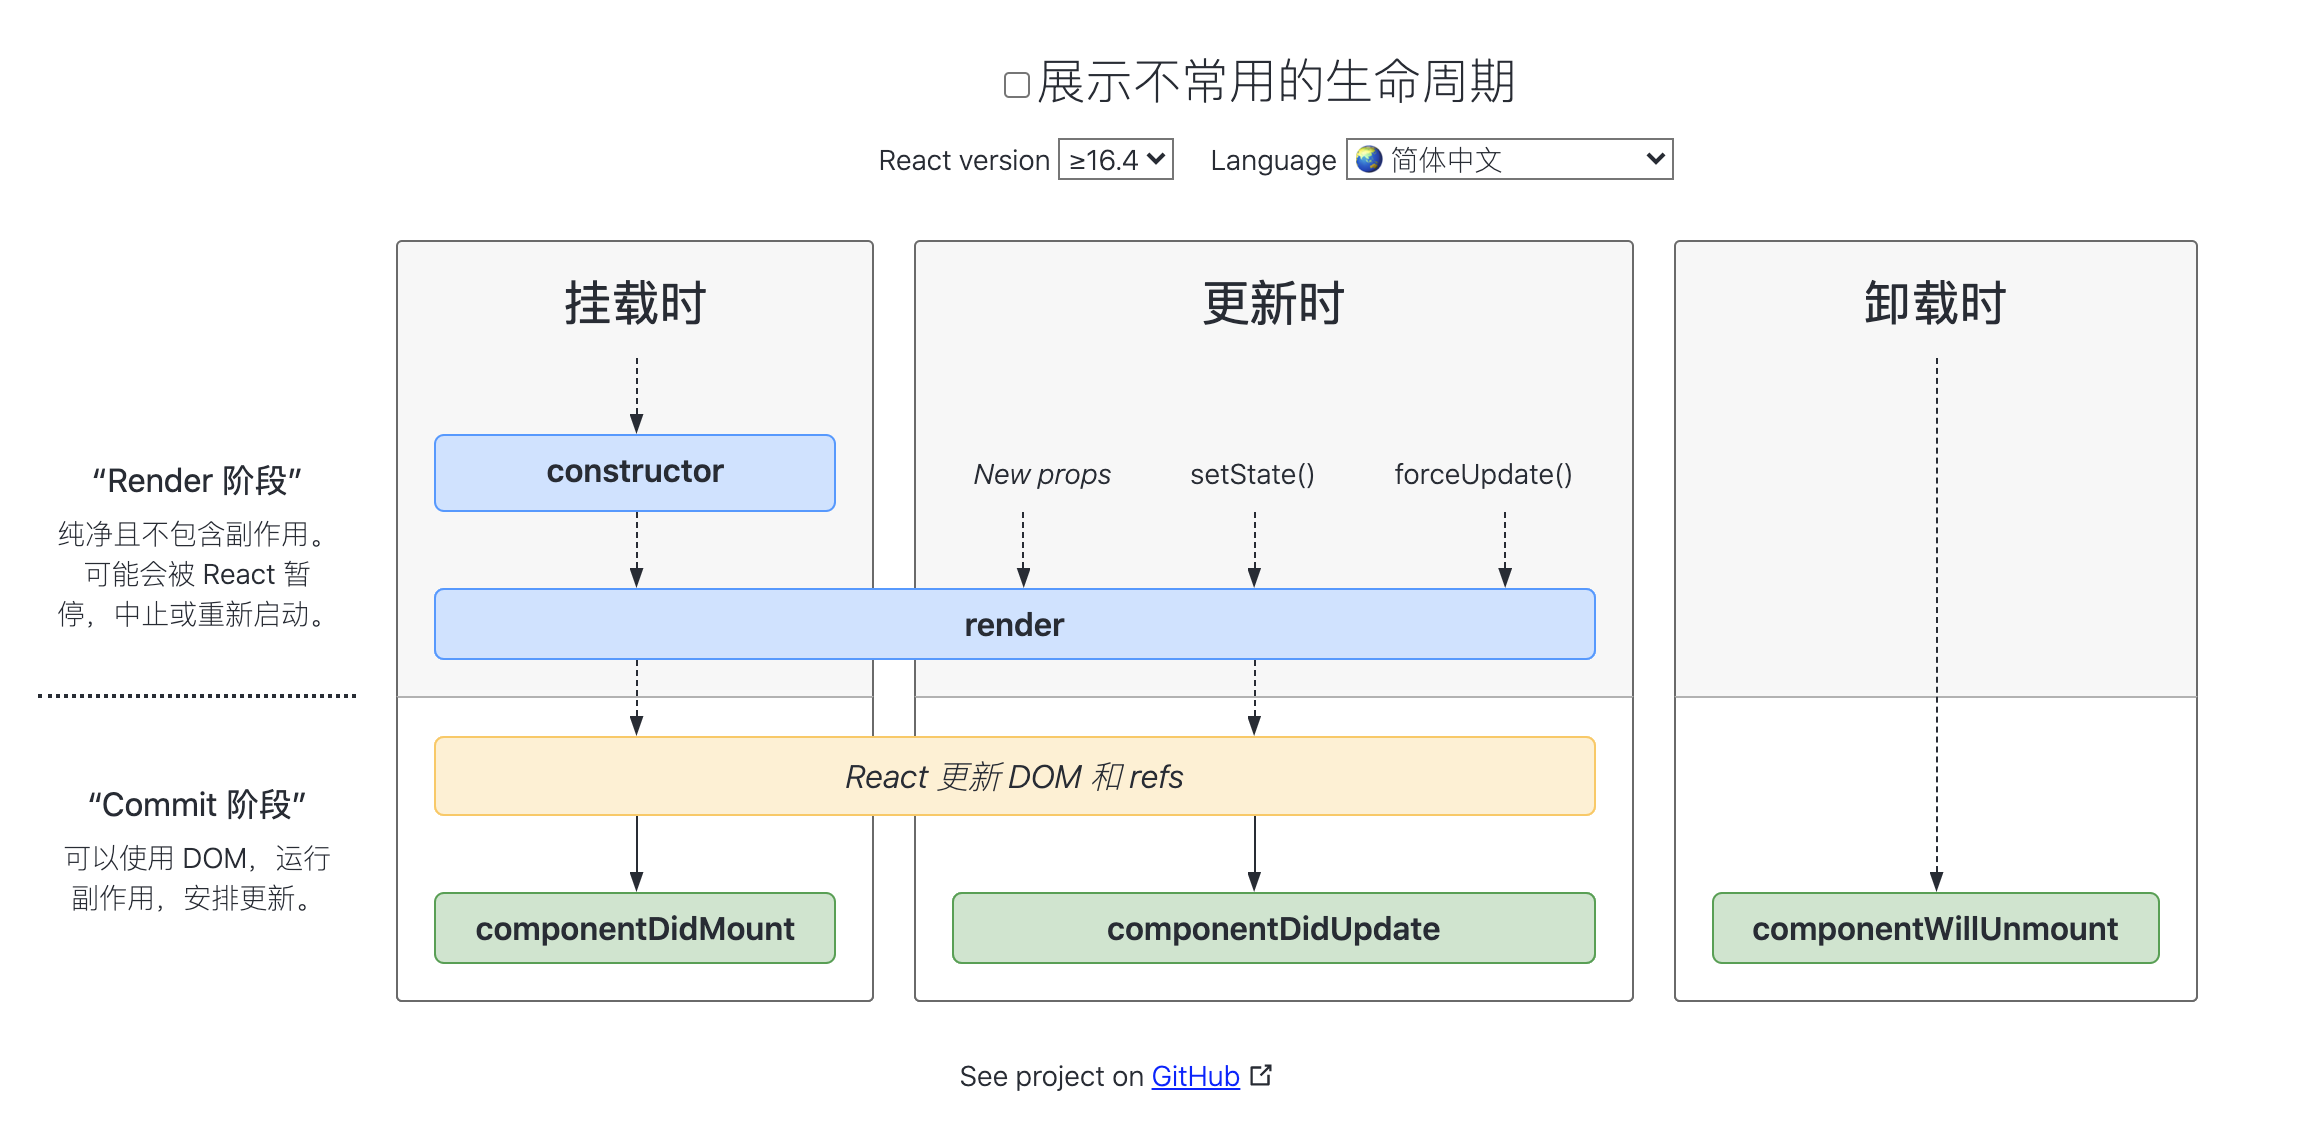 展示不常用的生命周期
React version ≥16.4 Language 简体中文
挂载时
更新时
卸载时
“Render 阶段”
纯净且不包含副作用。
可能会被 React 暂
停，中止或重新启动。
constructor
New props
setState()
forceUpdate()
render
“Commit 阶段”
可以使用 DOM，运行
副作用，安排更新。
React 更新 DOM 和 refs
componentDidMount
componentDidUpdate
componentWillUnmount
See project on GitHub